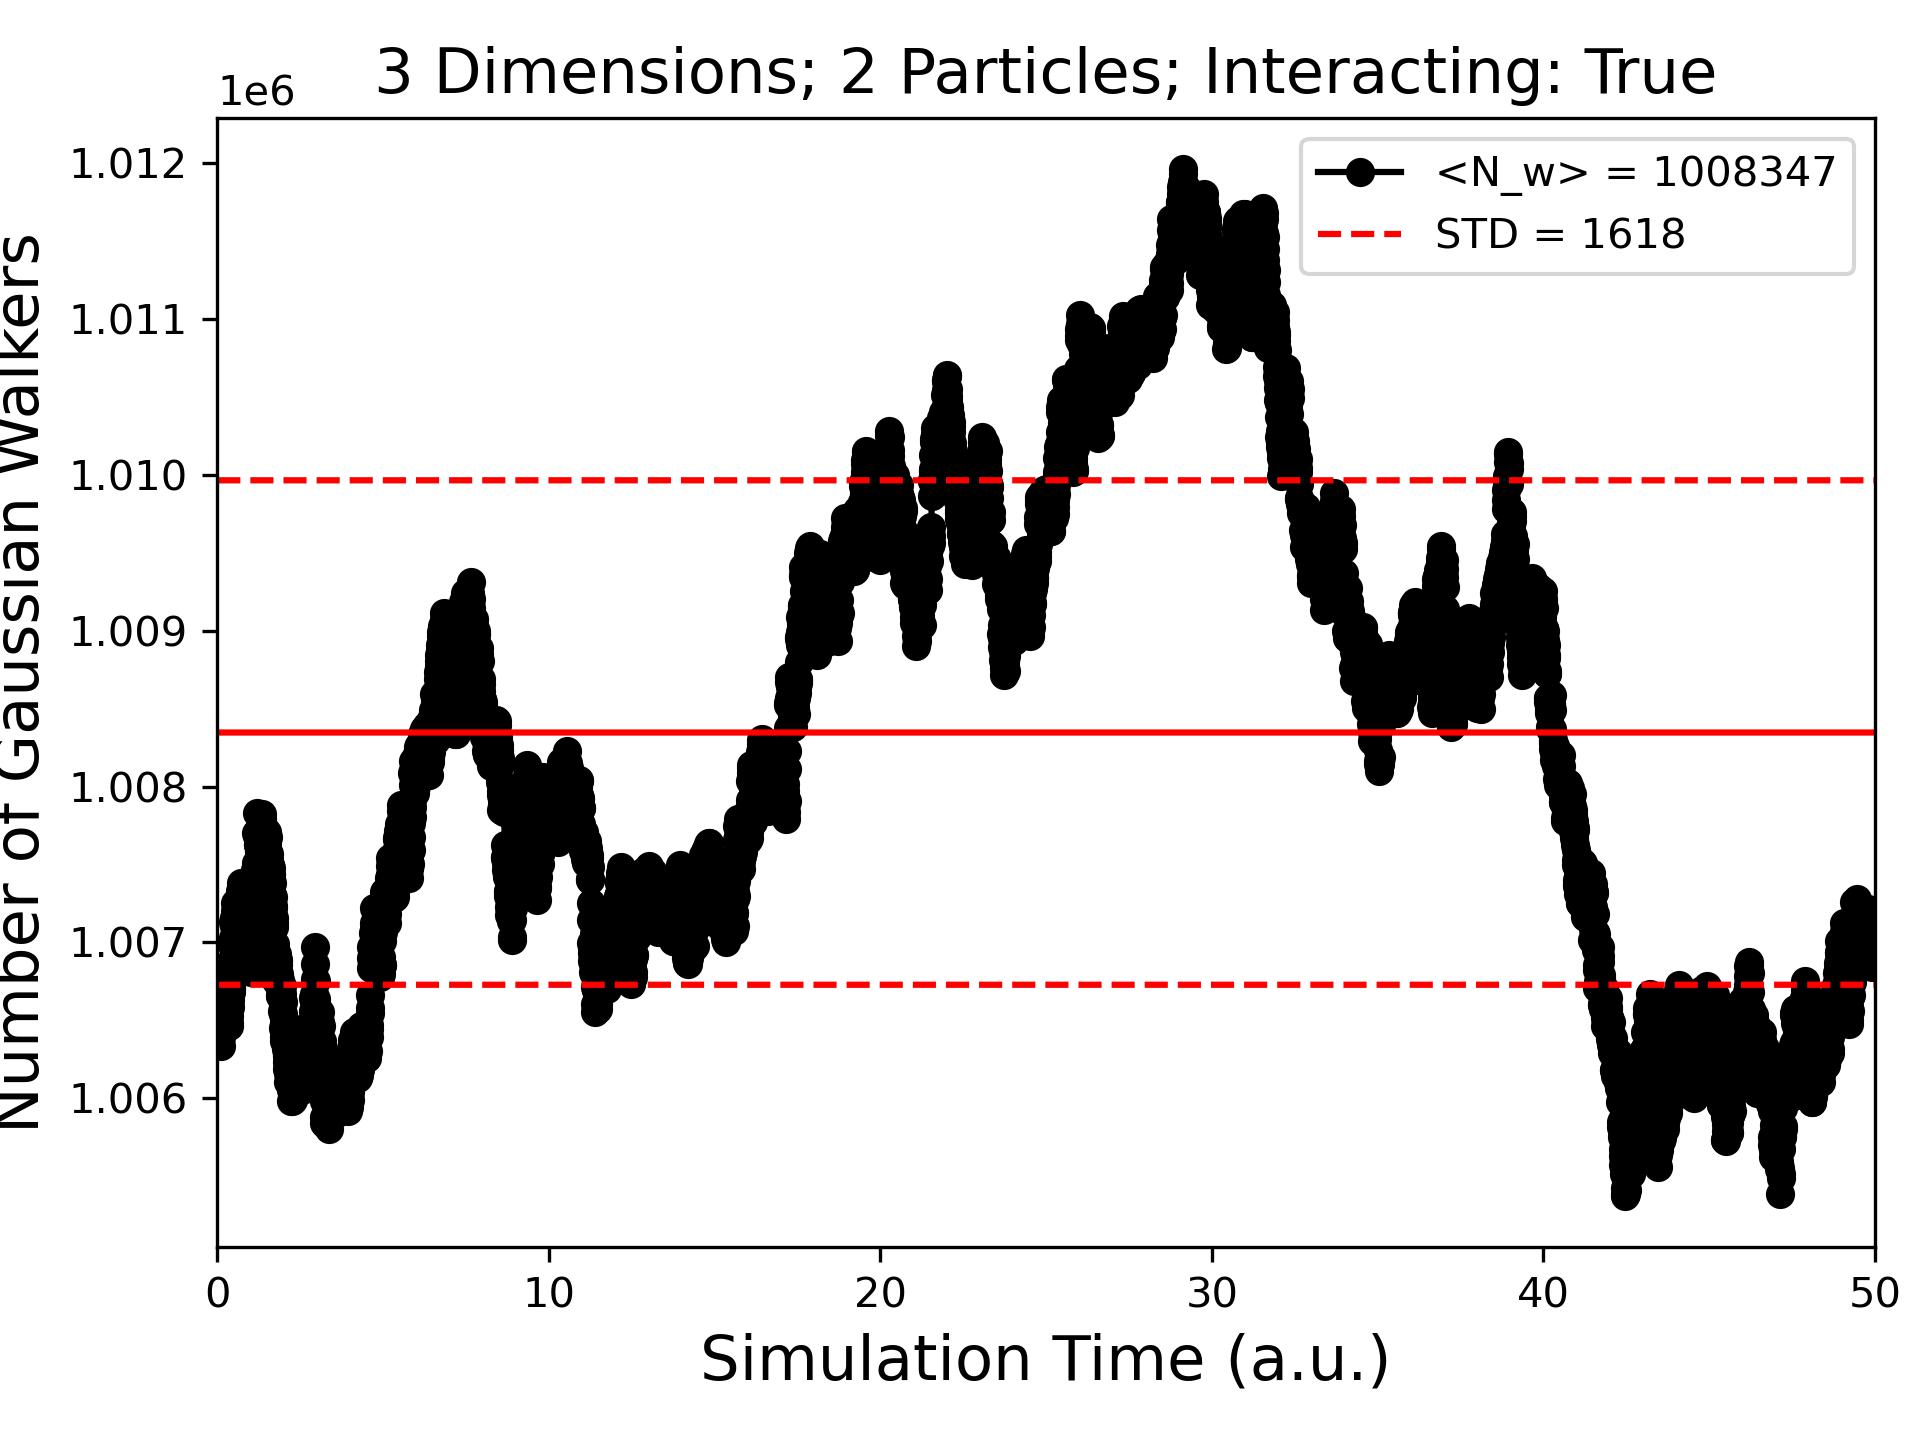 3 Dimensions; 2 Particles; Interacting: True
1e6
<N_w> = 1008347
STD = 1618
Number of Gaussian Walkers
1.012
1.011
1.010
1.009
1.008
1.007
1.006
0 10 20 30 40 50
Simulation Time (a.u.)